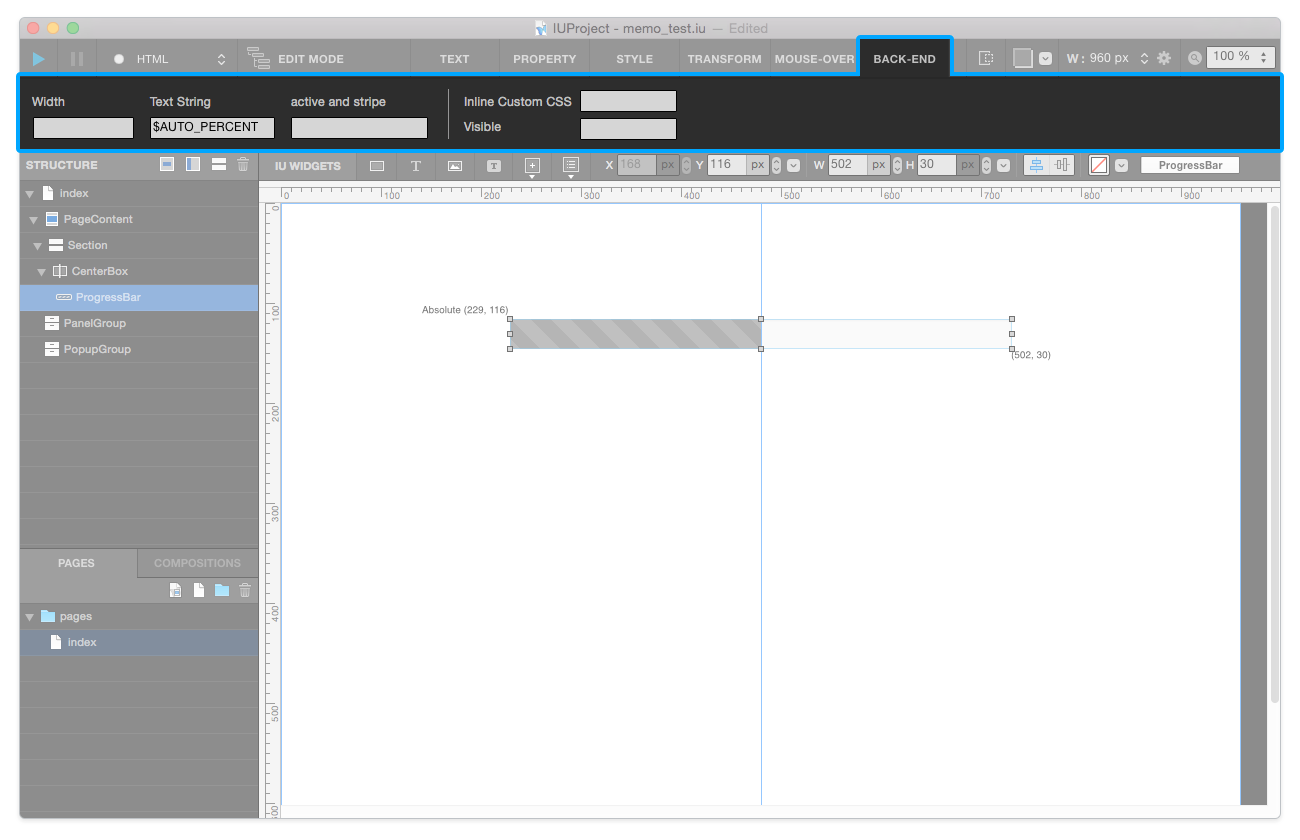 IUProject - memo_test.iu — Edited
HTML
EDIT MODE
TEXT
PROPERTY
STYLE
TRANSFORM
MOUSE-OVER
BACK-END
W : 960 px
100 %
Width
Text String
active and stripe
Inline Custom CSS
$AUTO_PERCENT
Visible
STRUCTURE
IU WIDGETS
T
T
X 168 px
Y 116 px
W 502 px
H 30 px
ProgressBar
0 100 200 300 400 500 600 700 800 900
index
PageContent
Section
CenterBox
ProgressBar
PanelGroup
PopupGroup
0
100
200
300
400
500
600
Absolute (229, 116)
(502, 30)
PAGES
COMPOSITIONS
pages
index